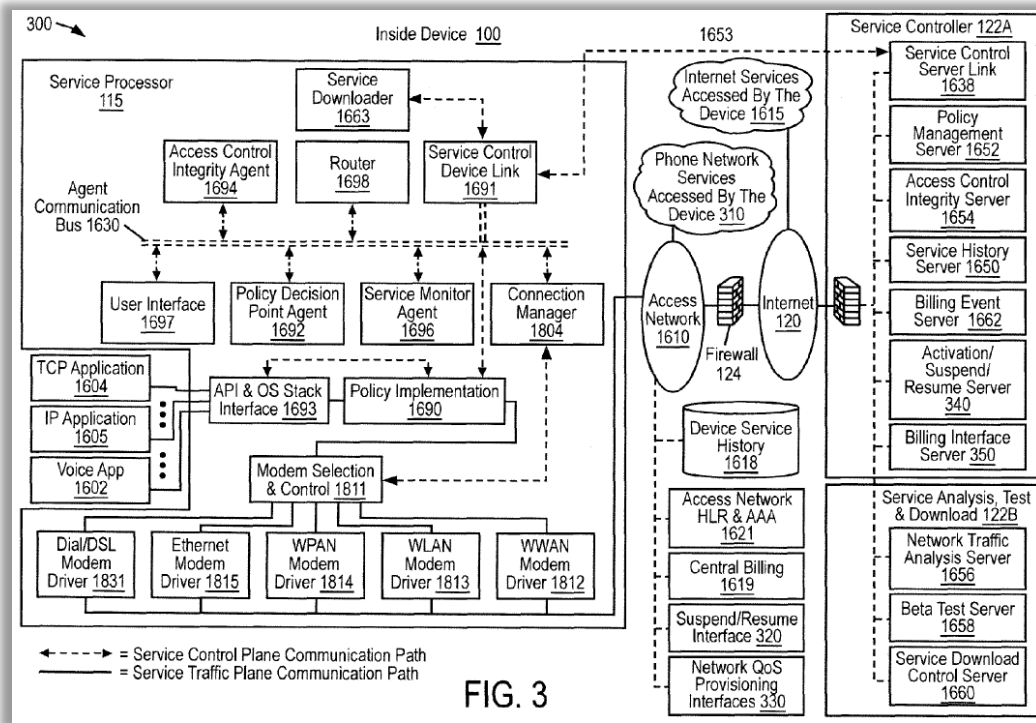 300
Inside Device 100
1653
Service Controller 122A
Service Processor
115
Service
Downloader
1663
Access Control
Integrity Agent
1694
Router
1698
Service Control
Device Link
1691
Agent
Communication
Bus 1630
User Interface
1697
Policy Decision
Point Agent
1692
Service Monitor
Agent
1696
Connection
Manager
1804
TCP Application
1604
IP Application
1605
Voice App
1602
API & OS Stack
Interface 1693
Policy Implementation
1690
Modem Selection
& Control 1811
Dial/DSL
Modem
Driver 1831
Ethernet
Modem
Driver 1815
WPAN
Modem
Driver 1814
WLAN
Modem
Driver 1813
WWAN
Modem
Driver 1812
Internet Services
Accessed By The
Device 1615
Phone Network
Services
Accessed By The
Device 310
Access
Network
1610
Firewall
124
Internet
120
Device Service
History
1618
Access Network
HLR & AAA
1621
Central Billing
1619
Suspend/Resume
Interface 320
Network QoS
Provisioning
Interfaces 330
Service Control
Server Link
1638
Policy
Management
Server 1652
Access Control
Integrity Server
1654
Service History
Server 1650
Billing Event
Server 1662
Activation/
Suspend/
Resume Server
340
Billing Interface
Server 350
Service Analysis, Test
& Download 122B
Network Traffic
Analysis Server
1656
Beta Test Server
1658
Service Download
Control Server
1660
= Service Control Plane Communication Path
= Service Traffic Plane Communication Path
FIG. 3